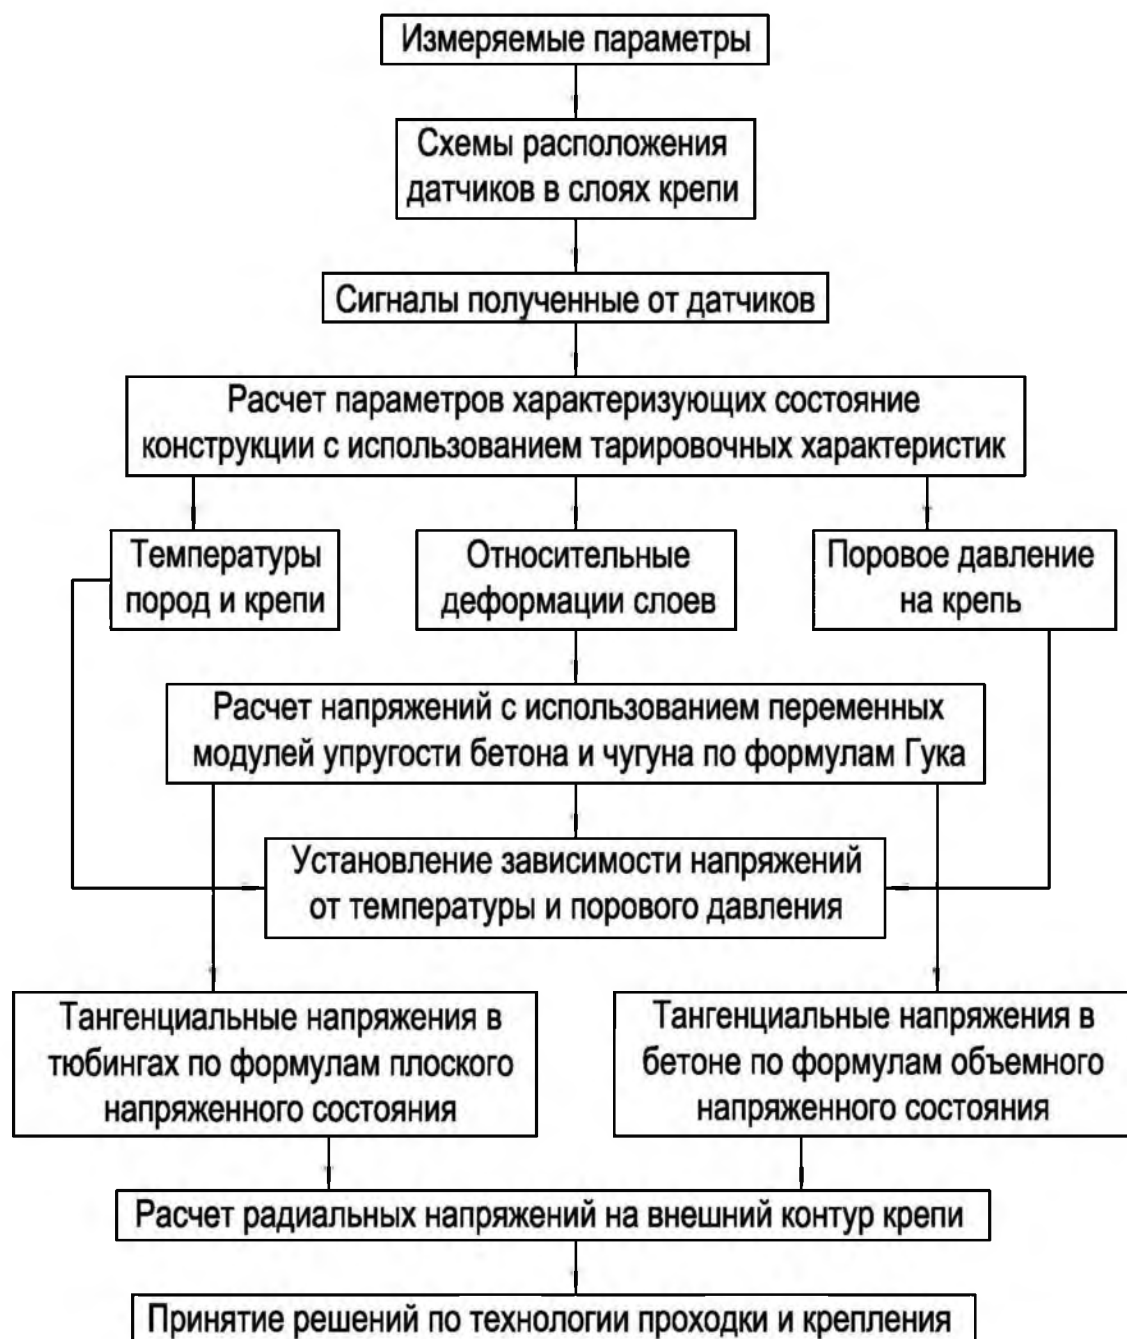 Измеряемые параметры
Схемы расположения
датчиков в слоях крепи
Сигналы полученные от датчиков
Расчет параметров характеризующих состояние
конструкции с использованием тарировочных характеристик
Температуры
пород и крепи
Относительные
деформации слоев
Поровое давление
на крепь
Расчет напряжений с использованием переменных
модулей упругости бетона и чугуна по формулам Гука
Установление зависимости напряжений
от температуры и порового давления
Тангенциальные напряжения в
тюбингах по формулам плоского
напряженного состояния
Тангенциальные напряжения в
бетоне по формулам объемного
напряженного состояния
Расчет радиальных напряжений на внешний контур крепи
Принятие решений по технологии проходки и крепления